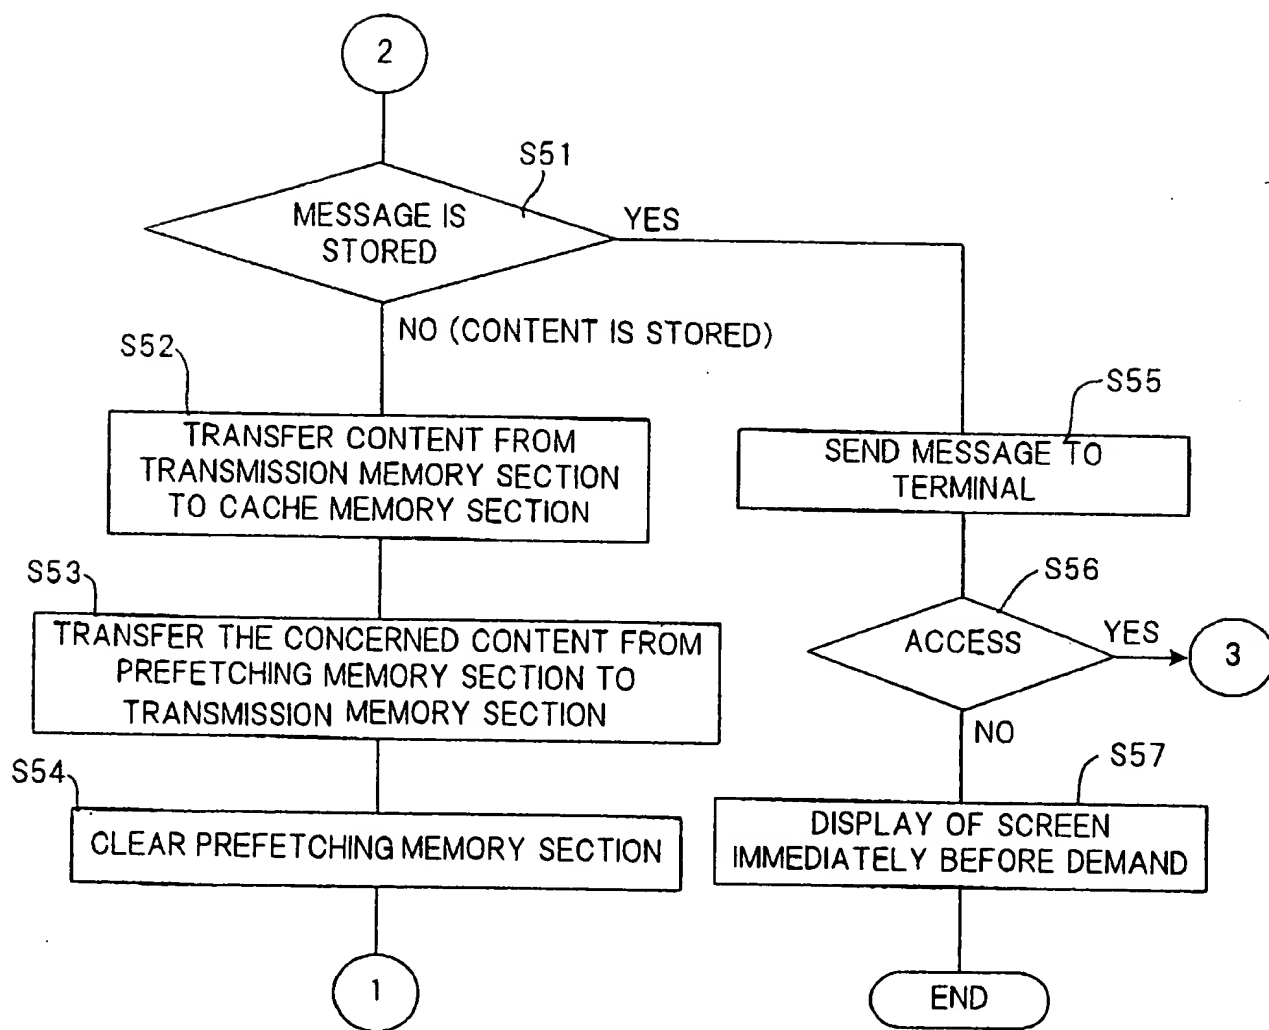 2
S51
MESSAGE IS
STORED
YES
NO (CONTENT IS STORED)
S52
TRANSFER CONTENT FROM
TRANSMISSION MEMORY SECTION
TO CACHE MEMORY SECTION
S53
TRANSFER THE CONCERNED CONTENT FROM
PREFETCHING MEMORY SECTION TO
TRANSMISSION MEMORY SECTION
S54
CLEAR PREFETCHING MEMORY SECTION
1
S55
SEND MESSAGE TO
TERMINAL
S56
ACCESS
YES
3
NO
S57
DISPLAY OF SCREEN
IMMEDIATELY BEFORE DEMAND
END